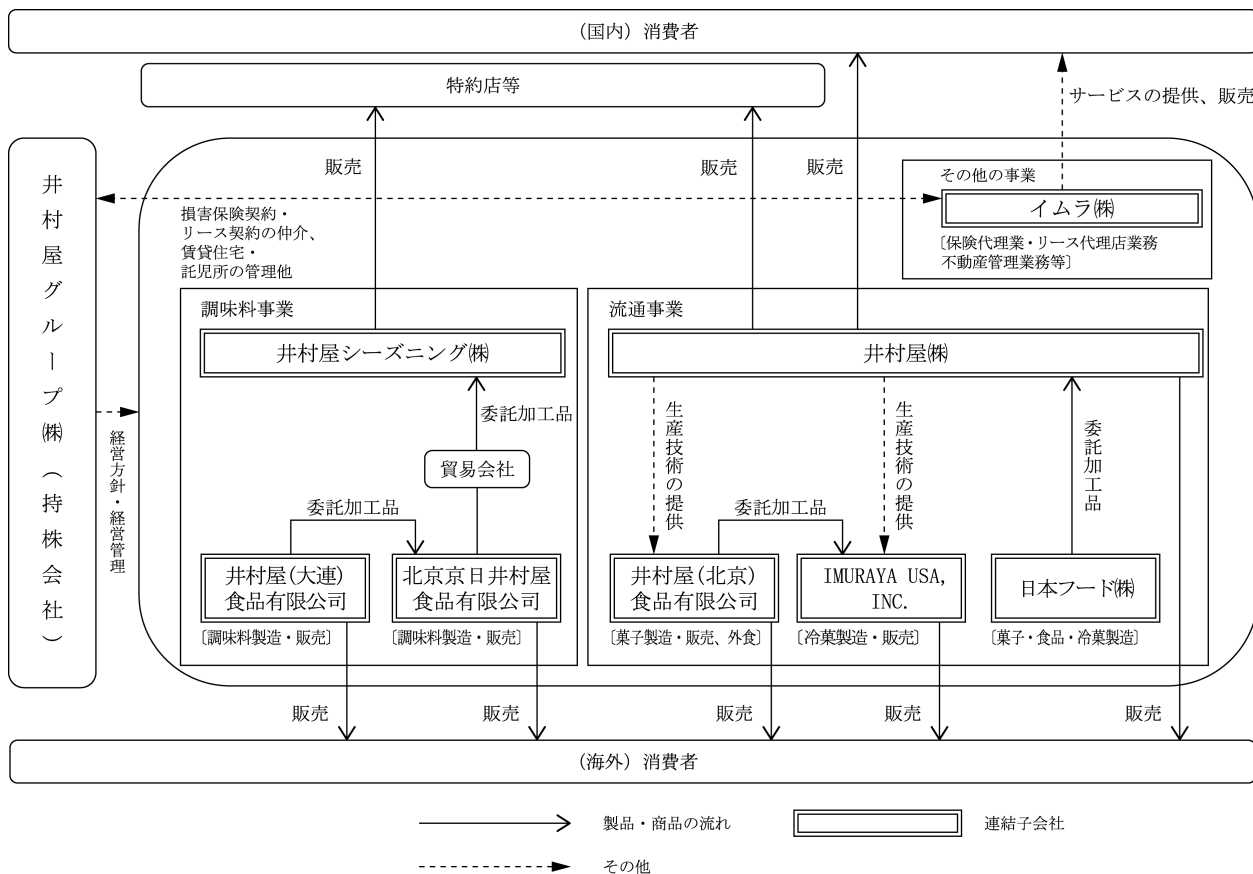 (国内)消費者
特約店等
サービスの提供、販売
販売
販売
販売
井村屋グループ㈱(持株会社)
その他の事業
イムラ㈱
〔保険代理業・リース代理店業務
不動産管理業務等〕
損害保険契約・
リース契約の仲介、
賃貸住宅・
託児所の管理他
経営方針・経営管理
調味料事業
井村屋シーズニング㈱
委託加工品
貿易会社
委託加工品
井村屋(大連)
食品有限公司
〔調味料製造・販売〕
北京京日井村屋
食品有限公司
〔調味料製造・販売〕
流通事業
井村屋㈱
生産技術の提供
生産技術の提供
委託加工品
委託加工品
井村屋(北京)
食品有限公司
〔菓子製造・販売、外食〕
IMURAYA USA,
INC.
〔冷菓製造・販売〕
日本フード㈱
〔菓子・食品・冷菓製造〕
販売
販売
販売
販売
販売
(海外)消費者
製品・商品の流れ
連結子会社
その他